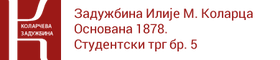 КОЛАРЧЕВА
ЗАДУЖБИНА
Задужбина Илије М. Коларца
Основана 1878.
Студентски трг бр. 5